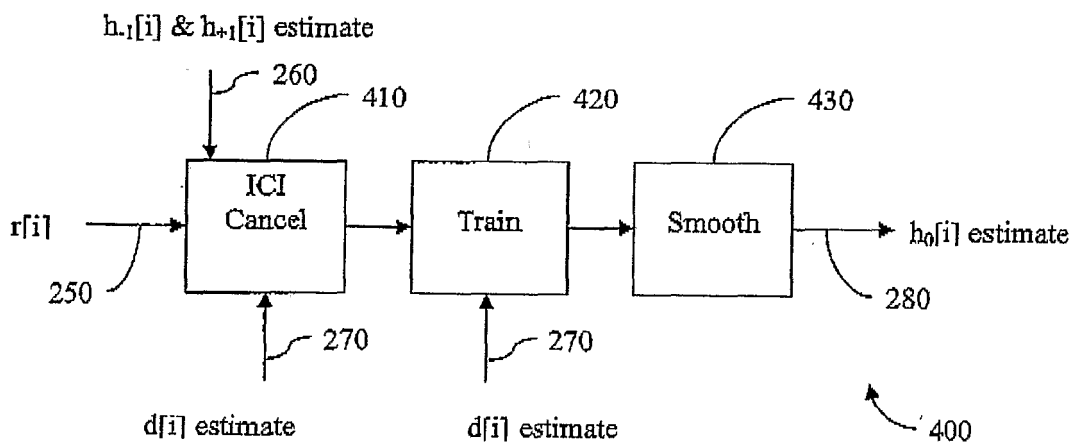 h-1[i] & h+1[i] estimate
260
410
420
430
ICI
Cancel
Train
Smooth
r[i]
h0[i] estimate
250
280
270
270
d[i] estimate
d[i] estimate
400